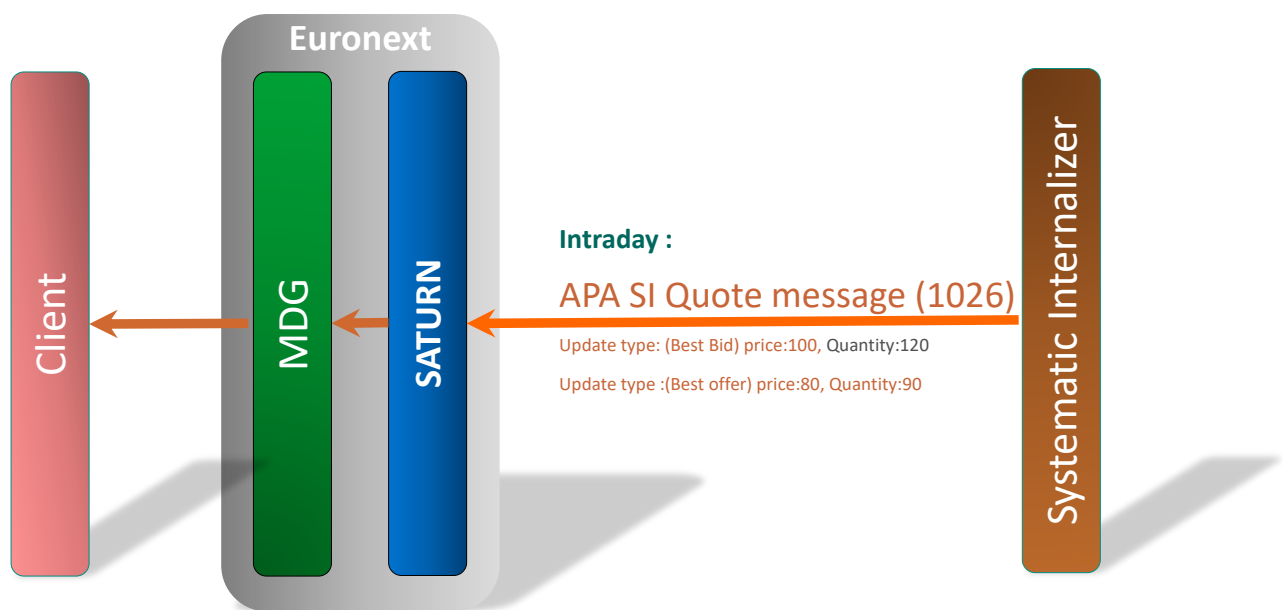 Euronext
Client
MDG
SATURN
Intraday :
APA SI Quote message (1026)
Update type: (Best Bid) price:100, Quantity:120
Update type :(Best offer) price:80, Quantity:90
Systematic Internalizer